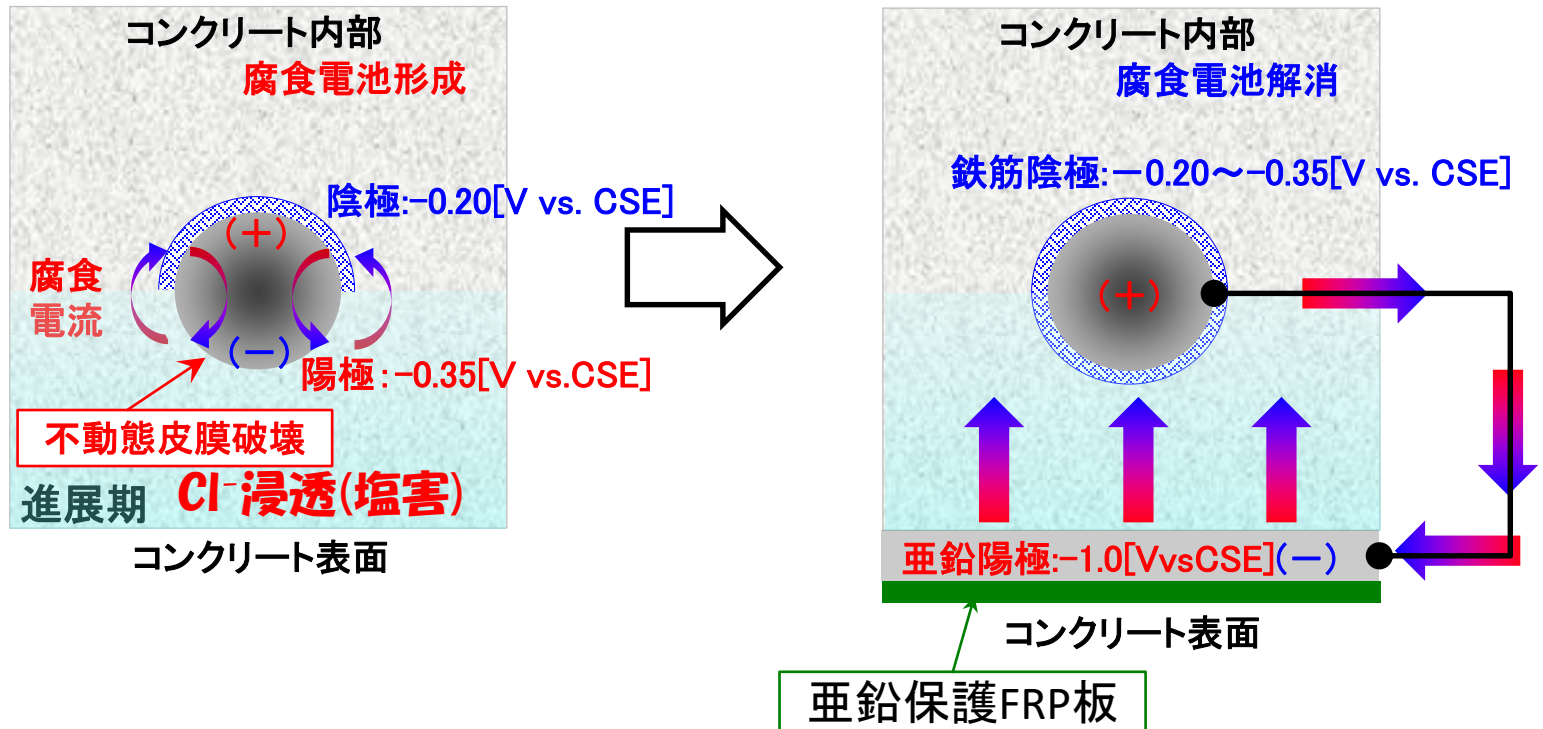 コンクリート内部
腐食電池形成
陰極:-0.20[V vs. CSE]
(+)
腐食
電流
(-)
陽極:-0.35[V vs.CSE]
不動態皮膜破壊
進展期 Cl⁻浸透(塩害)
コンクリート表面
コンクリート内部
腐食電池解消
鉄筋陰極:-0.20～-0.35[V vs. CSE]
(+)
亜鉛陽極:-1.0[VvsCSE](-)
コンクリート表面
亜鉛保護FRP板